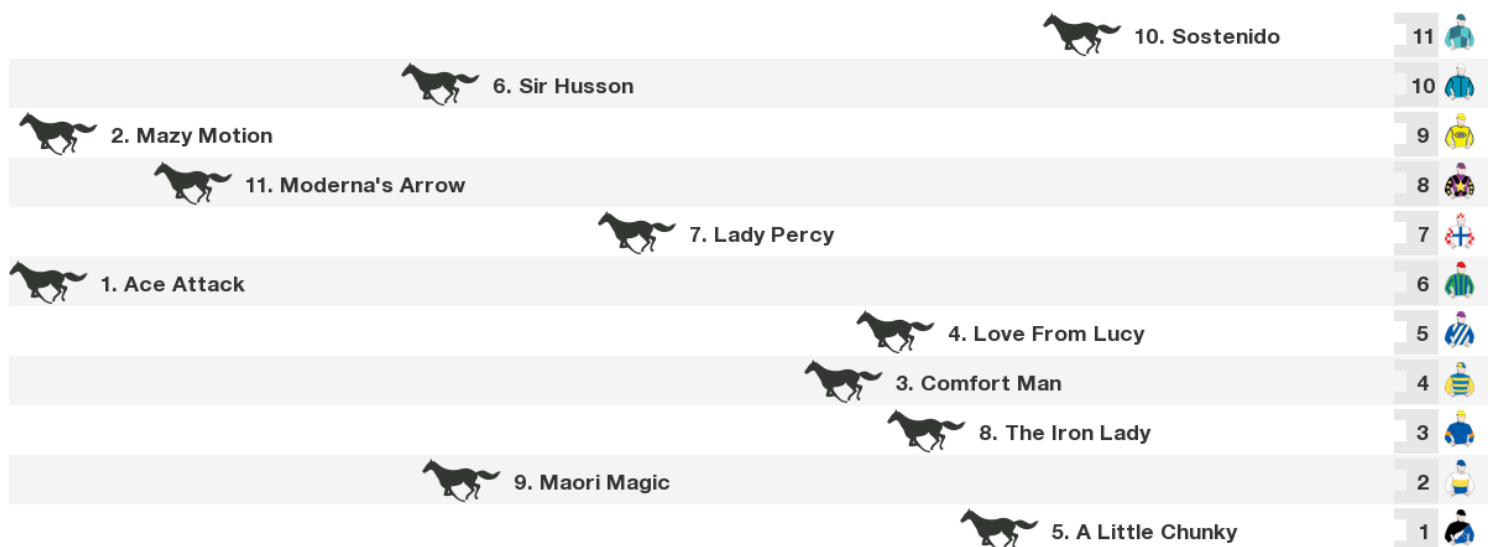 10. Sostenido 11
6. Sir Husson 10
2. Mazy Motion 9
11. Moderna's Arrow 8
7. Lady Percy 7
1. Ace Attack 6
4. Love From Lucy 5
3. Comfort Man 4
8. The Iron Lady 3
9. Maori Magic 2
5. A Little Chunky 1